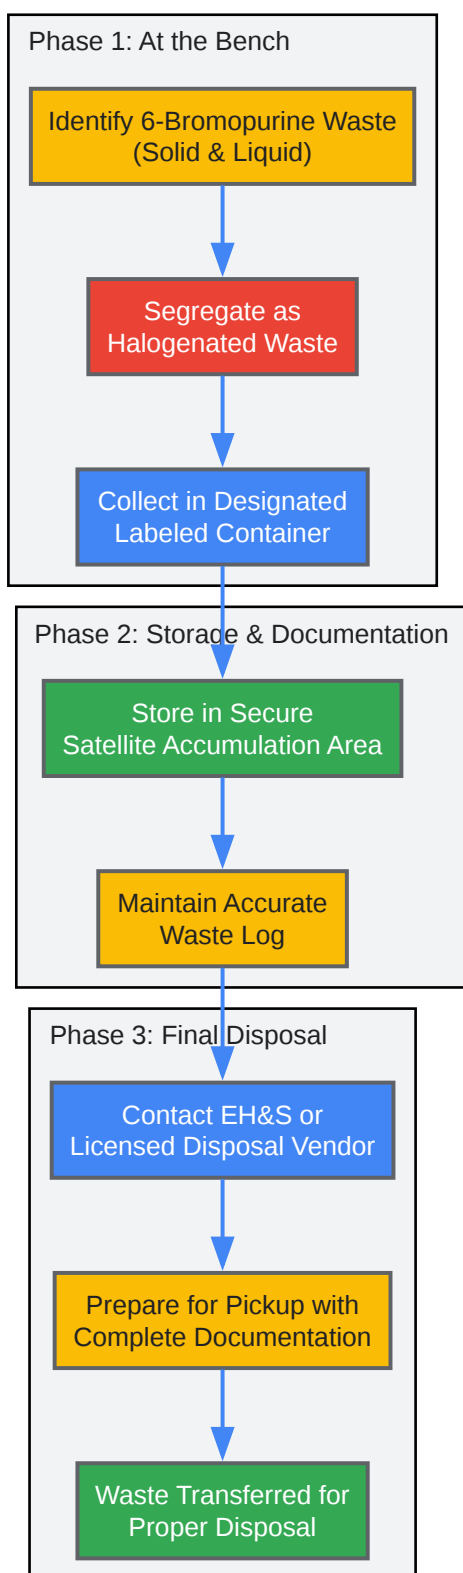 Phase 1: At the Bench
Identify 6-Bromopurine Waste
(Solid & Liquid)
Segregate as
Halogenated Waste
Collect in Designated
Labeled Container
Phase 2: Storage & Documentation
Store in Secure
Satellite Accumulation Area
Maintain Accurate
Waste Log
Phase 3: Final Disposal
Contact EH&S or
Licensed Disposal Vendor
Prepare for Pickup with
Complete Documentation
Waste Transferred for
Proper Disposal